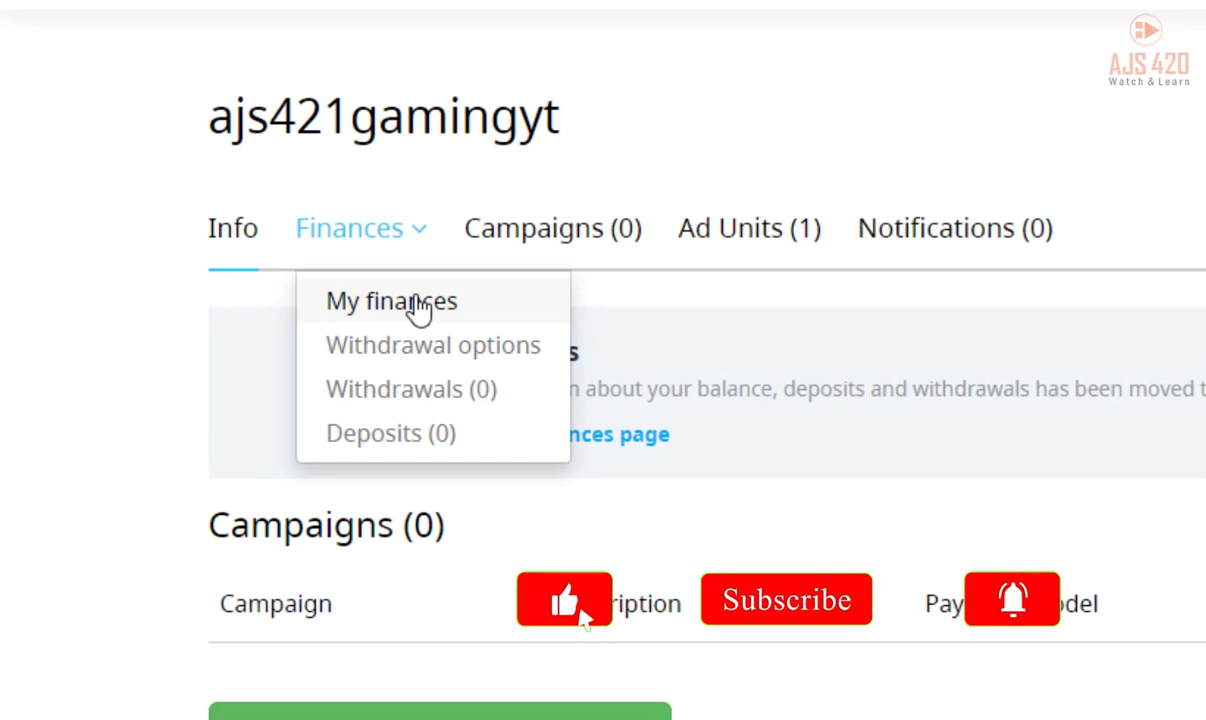 AJS 420
Watch & Learn
ajs421gamingyt
Info Finances Campaigns (0) Ad Units (1) Notifications (0)
My finances
Withdrawal options
s
Withdrawals (0)
n about your balance, deposits and withdrawals has been moved t
Deposits (0)
nces page
Campaigns (0)
Campaign ription Subscribe Pay odel